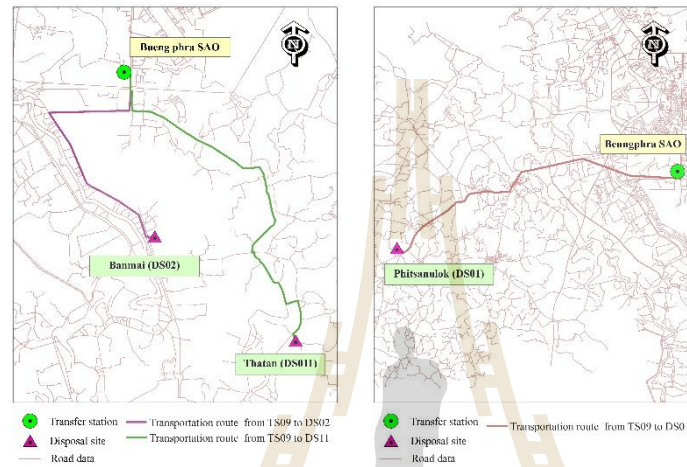 Bueng phra SAO
N
Banmai (DS02)
Thatan (DS011)
Transfer station
Disposal site
Road data
Transportation route from TS09 to DS02
Transportation route from TS09 to DS11
N
Beungphra SAO
Phitsanulok (DS01)
Transfer station
Disposal site
Road data
Transportation route from TS09 to DS0